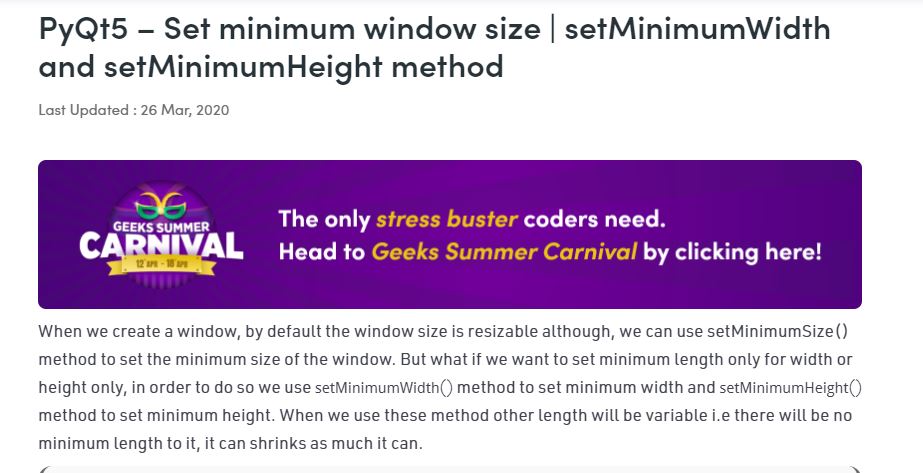 PyQt5 – Set minimum window size | setMinimumWidth
and setMinimumHeight method
Last Updated : 26 Mar, 2020
GEEKS SUMMER
CARNIVAL
12 APR - 18 APR
The only stress buster coders need.
Head to Geeks Summer Carnival by clicking here!
When we create a window, by default the window size is resizable although, we can use setMinimumSize()
method to set the minimum size of the window. But what if we want to set minimum length only for width or
height only, in order to do so we use setMinimumWidth() method to set minimum width and setMinimumHeight()
method to set minimum height. When we use these method other length will be variable i.e there will be no
minimum length to it, it can shrinks as much it can.